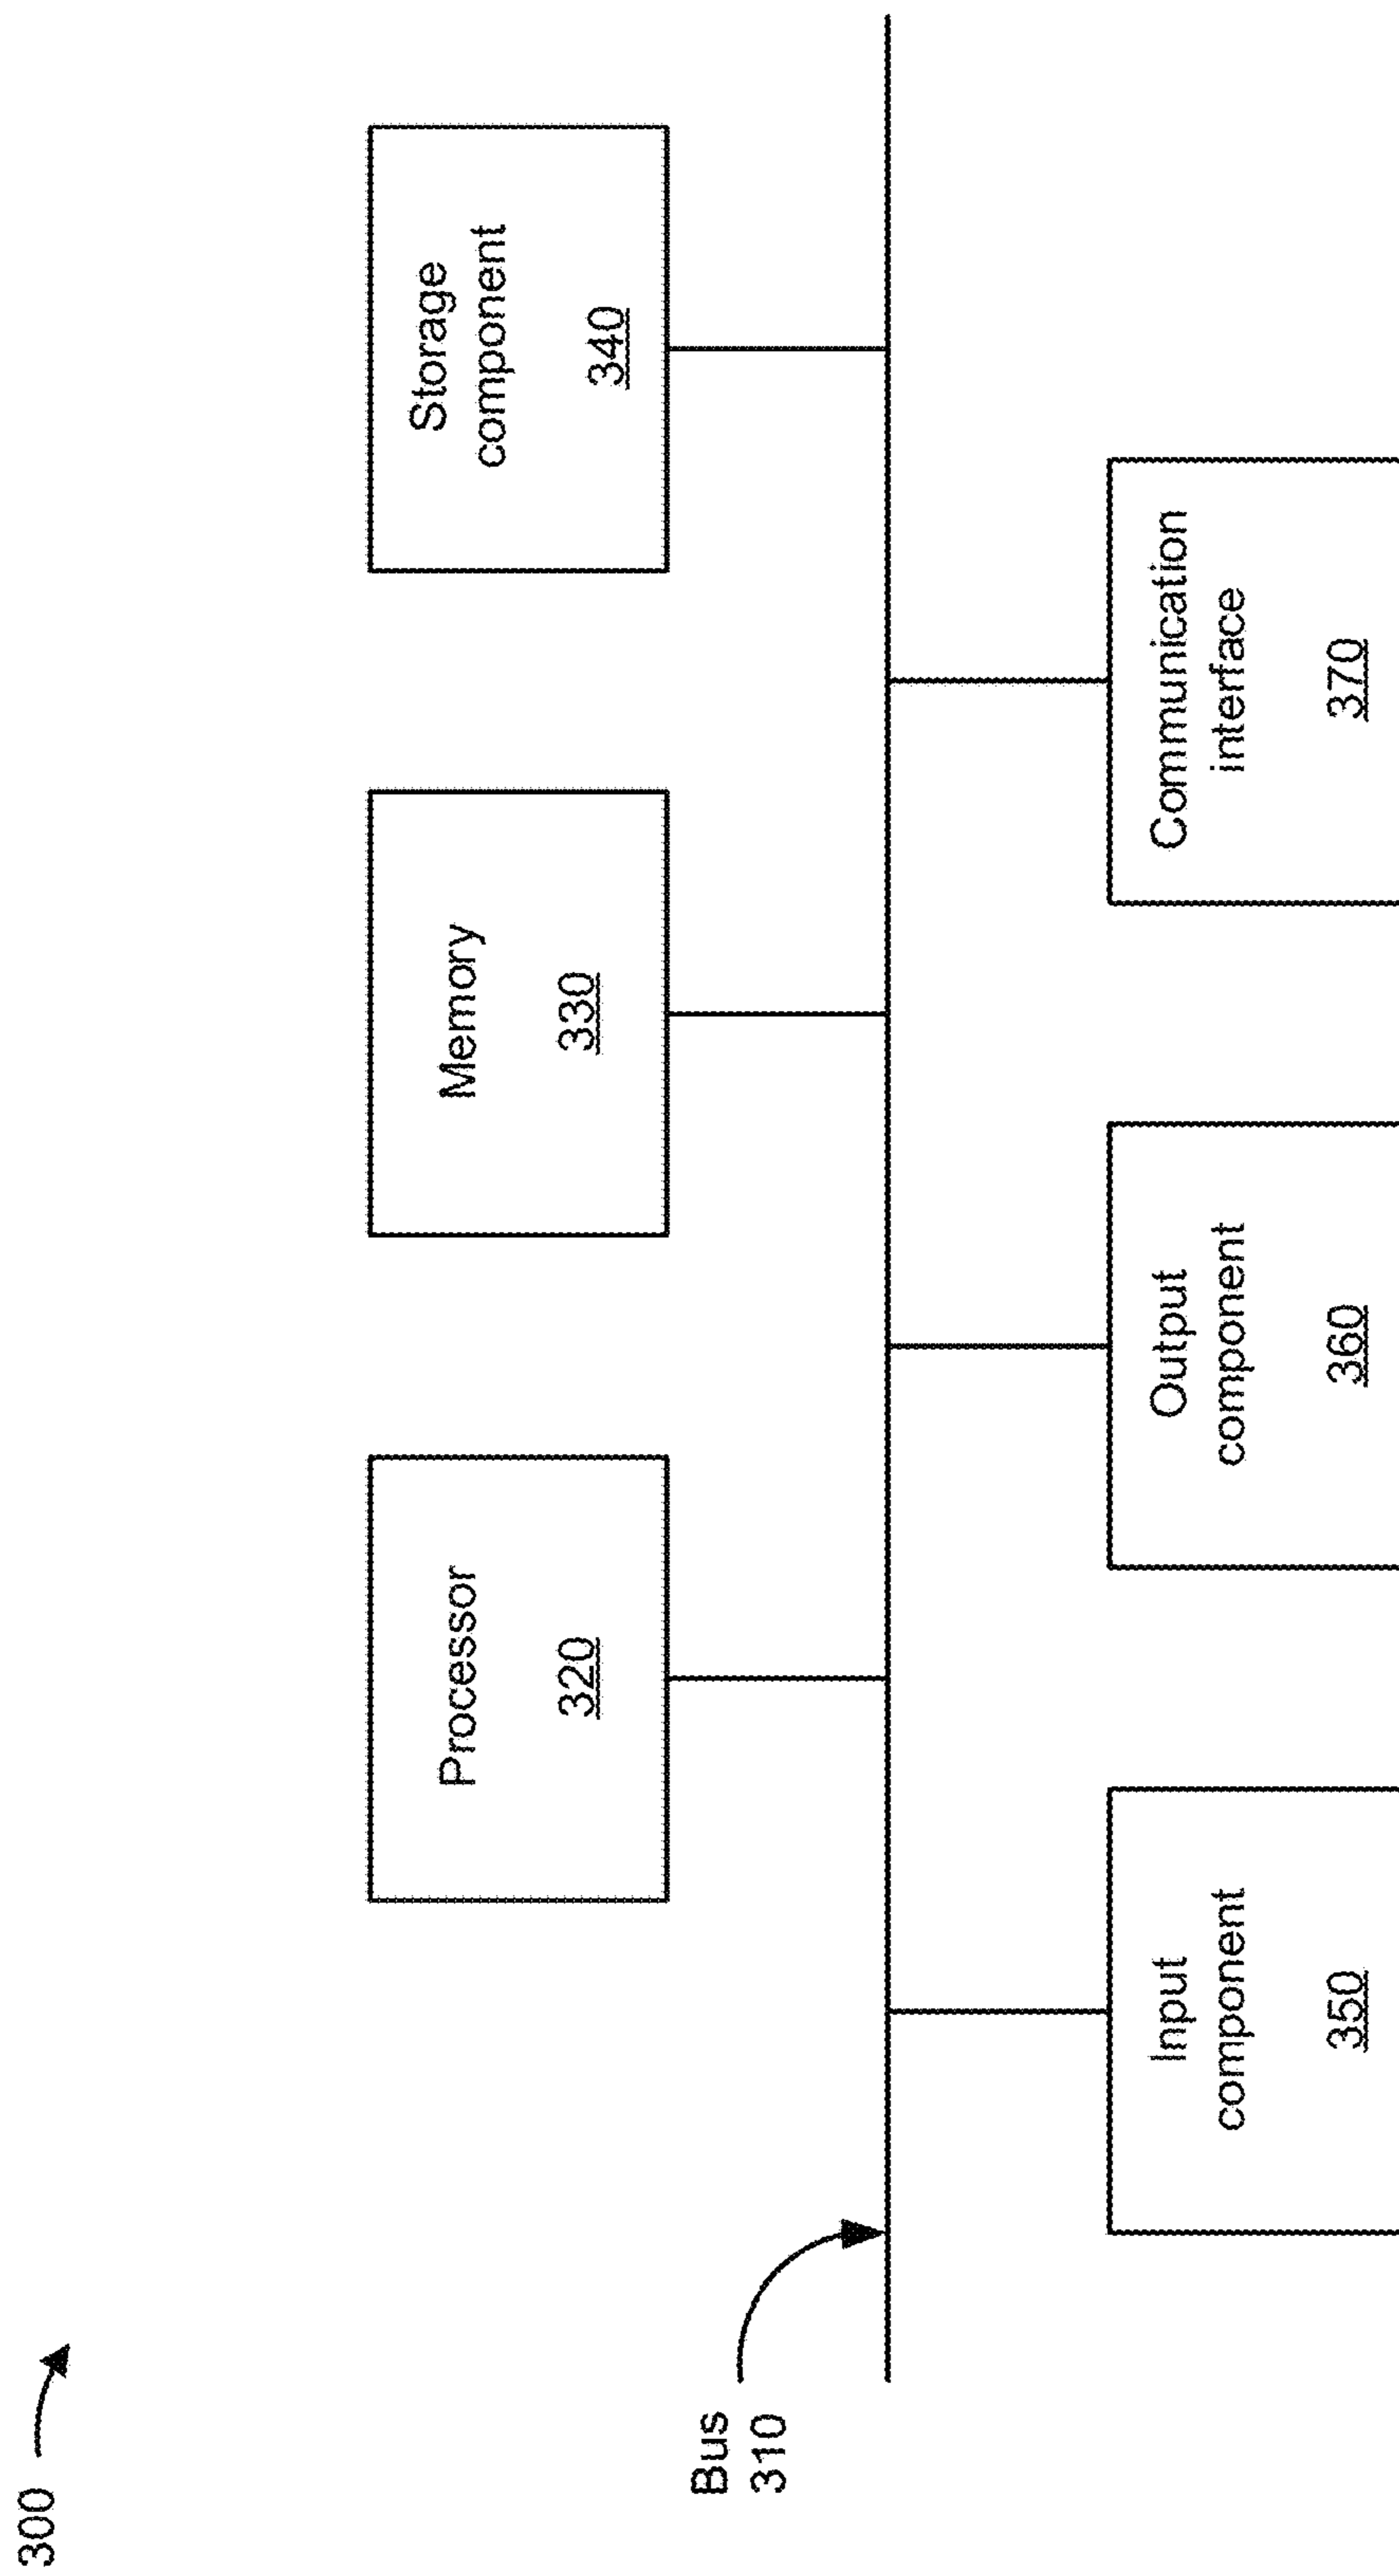 300
Processor
320
Memory
330
Storage
component
340
Bus
310
Input
component
350
Output
component
360
Communication
interface
370